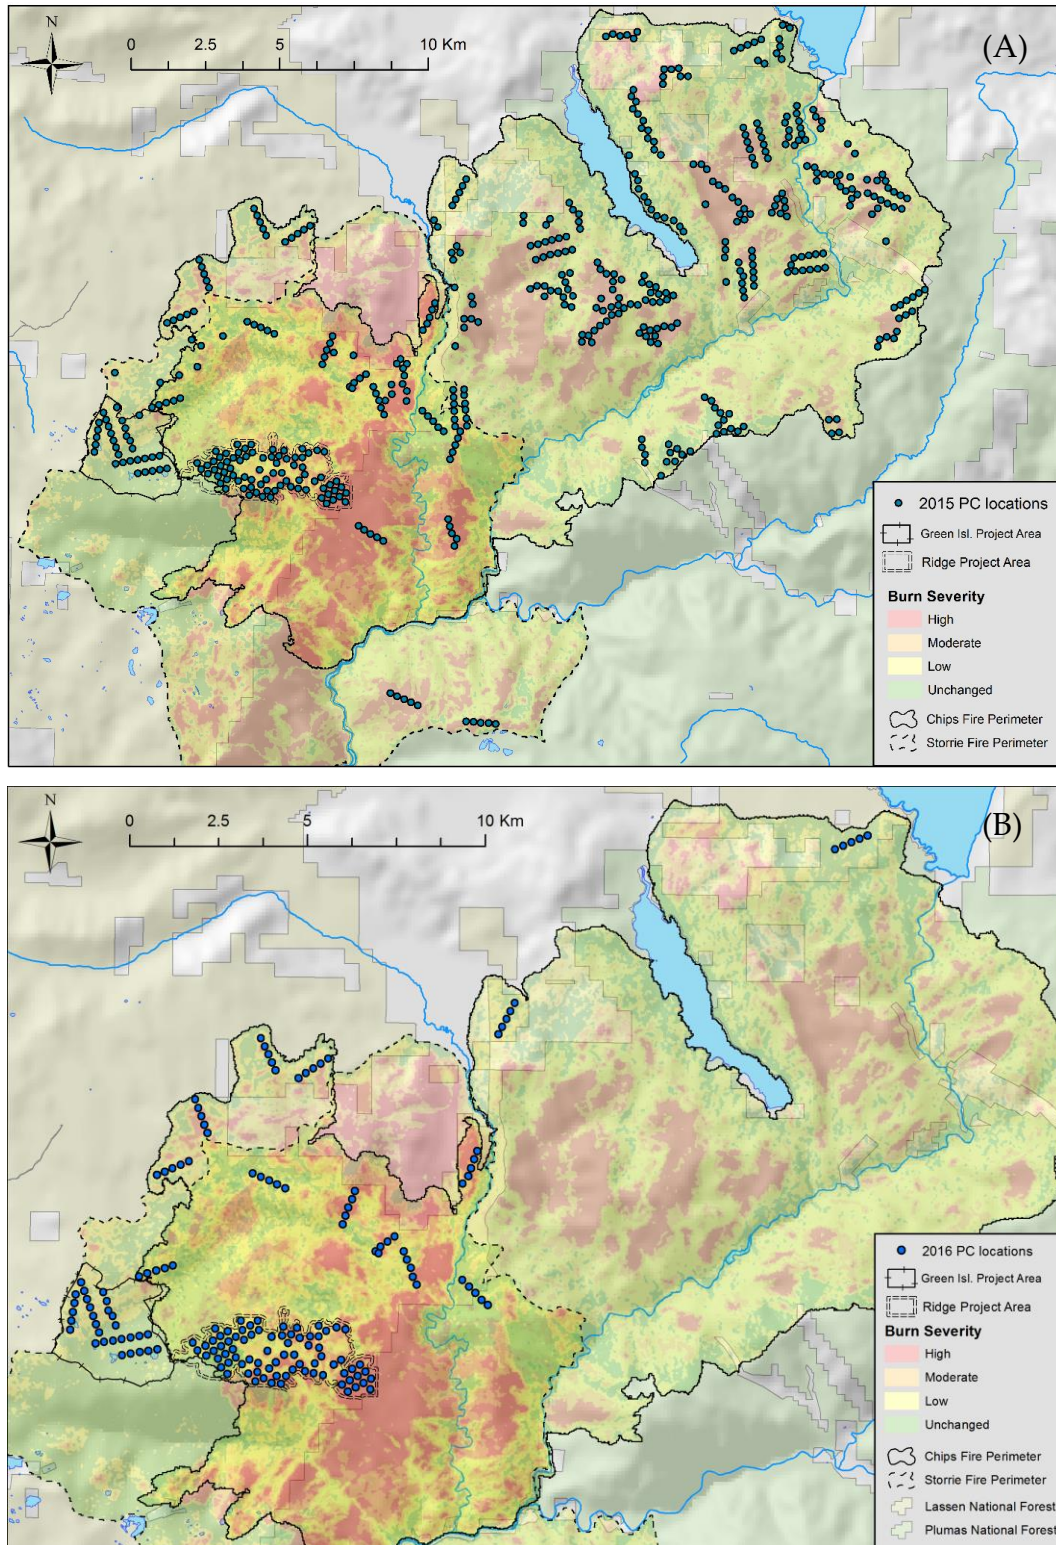 (A)
N
0 2.5 5 10 Km
2015 PC locations
Green Isl. Project Area
Ridge Project Area
Burn Severity
High
Moderate
Low
Unchanged
Chips Fire Perimeter
Storrie Fire Perimeter
(B)
N
0 2.5 5 10 Km
2016 PC locations
Green Isl. Project Area
Ridge Project Area
Burn Severity
High
Moderate
Low
Unchanged
Chips Fire Perimeter
Storrie Fire Perimeter
Lassen National Forest
Plumas National Forest